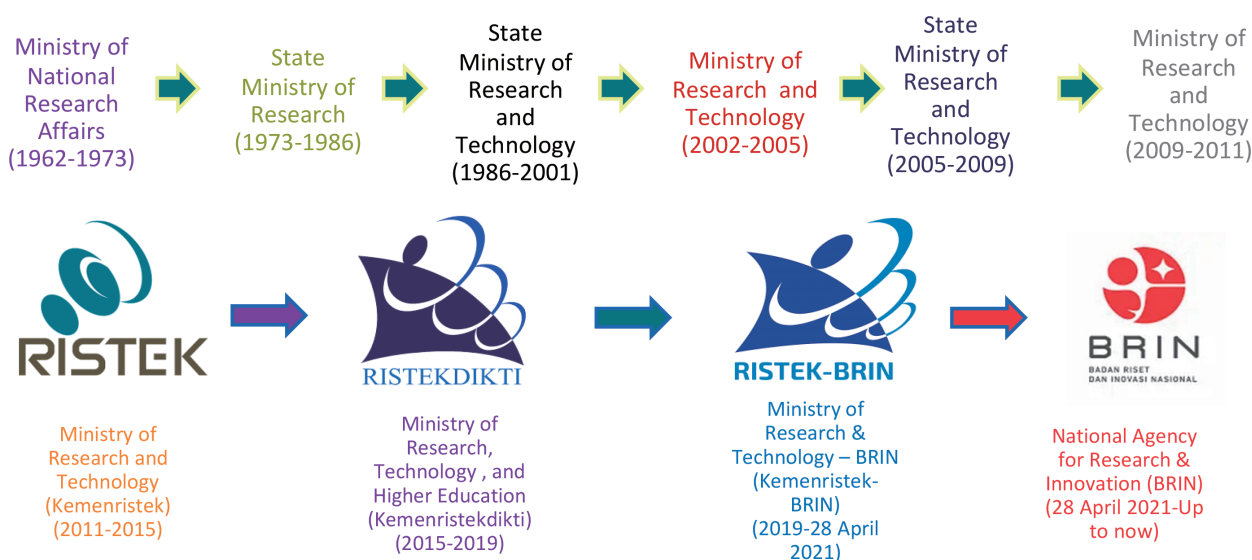 Ministry of
National
Research
Affairs
(1962-1973)
State
Ministry of
Research
(1973-1986)
State
Ministry of
Research
and
Technology
(1986-2001)
Ministry of
Research and
Technology
(2002-2005)
State
Ministry of
Research
and
Technology
(2005-2009)
Ministry of
Research
and
Technology
(2009-2011)
RISTEK
Ministry of
Research and
Technology
(Kemenristek)
(2011-2015)
RISTEKDIKTI
Ministry of
Research,
Technology , and
Higher Education
(Kemenristekdikti)
(2015-2019)
RISTEK-BRIN
Ministry of
Research &
Technology – BRIN
(Kemenristek-
BRIN)
(2019-28 April
2021)
BRIN
BADAN RISET
DAN INOVASI NASIONAL
National Agency
for Research &
Innovation (BRIN)
(28 April 2021-Up
to now)